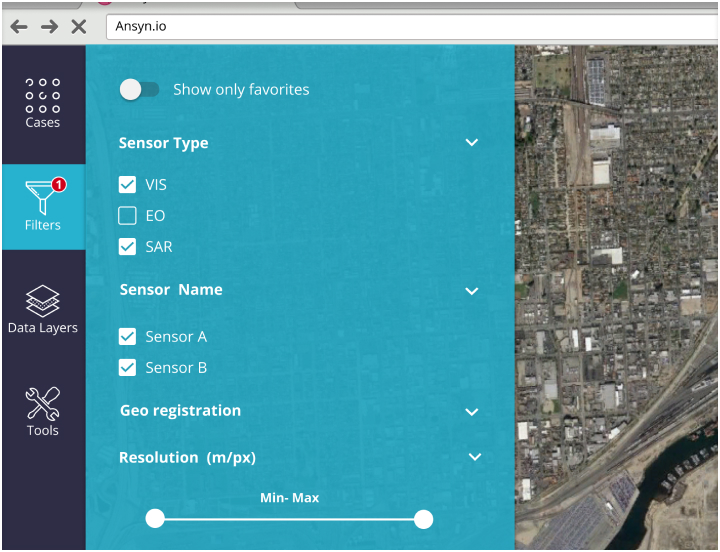 Ansyn.io
Cases
1
Filters
Data Layers
Tools
Show only favorites
Sensor Type
VIS
EO
SAR
Sensor Name
Sensor A
Sensor B
Geo registration
Resolution (m/px)
Min- Max